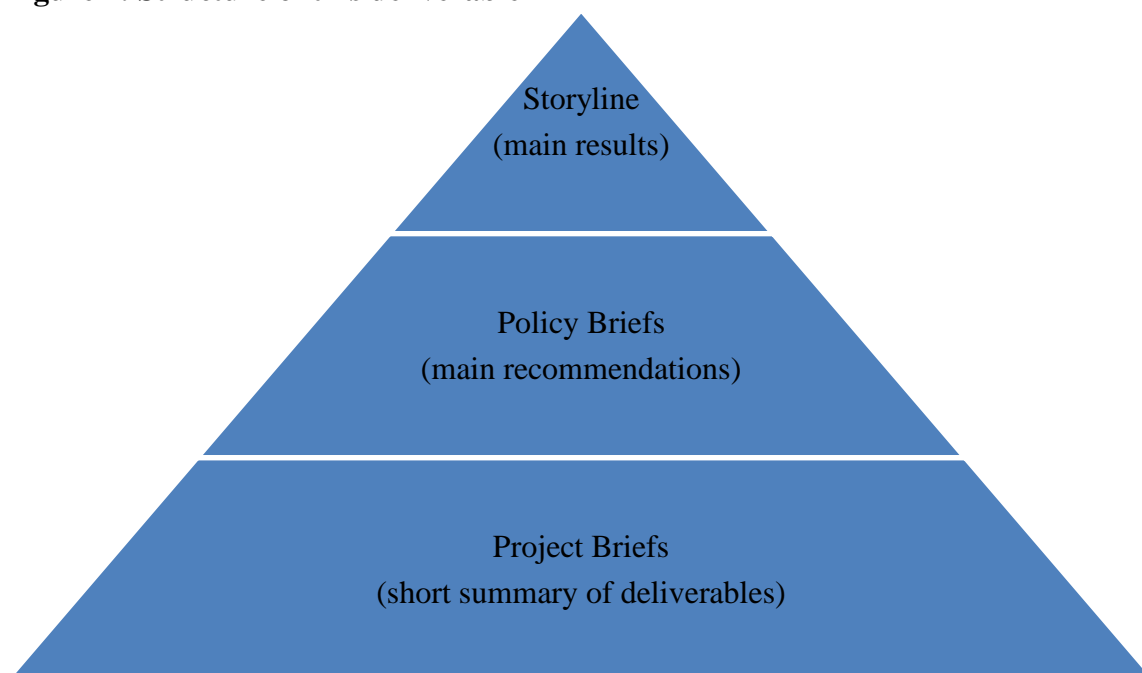 Storyline
(main results)
Policy Briefs
(main recommendations)
Project Briefs
(short summary of deliverables)